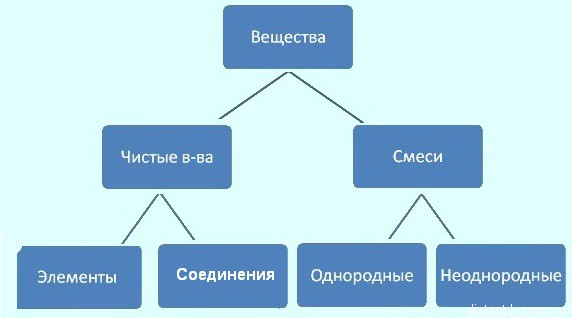 Вещества
Чистые в-ва
Смеси
Элементы
Соединения
Однородные
Неоднородные